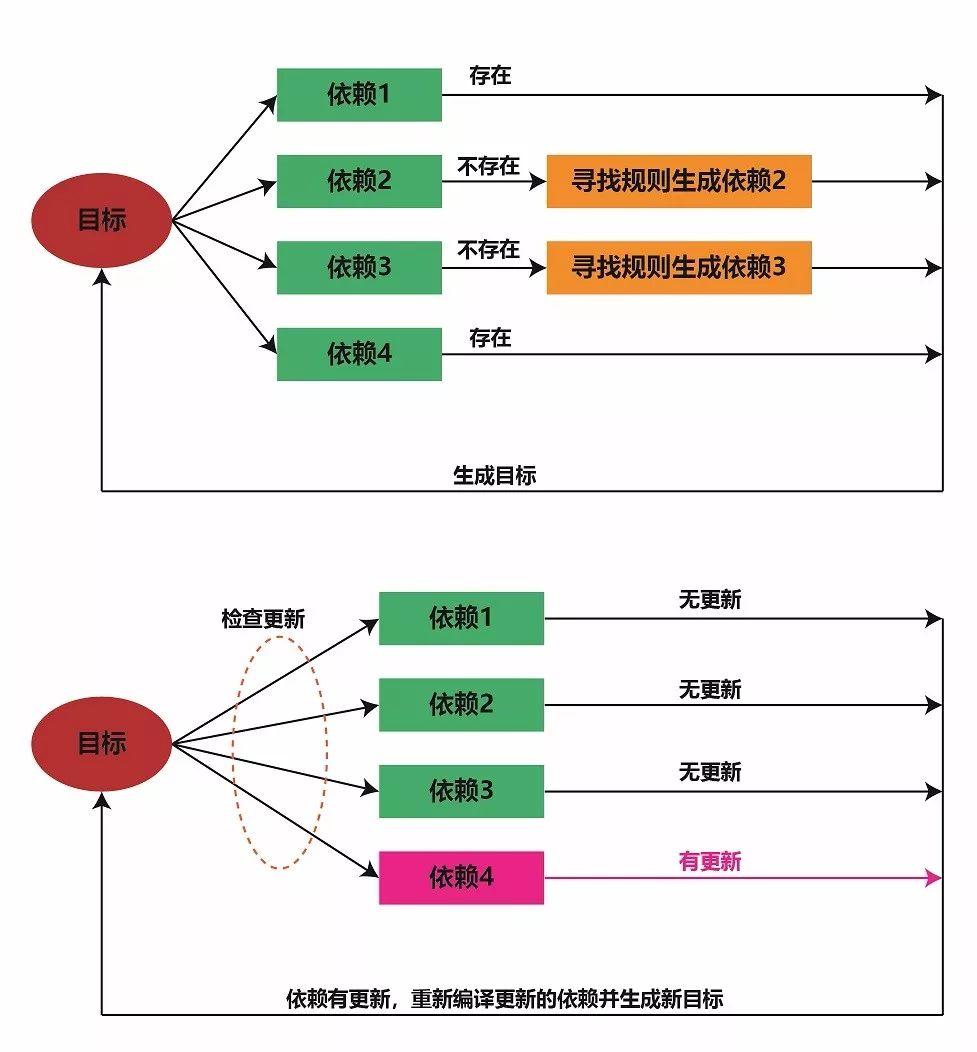 依赖1
存在
依赖2
不存在
寻找规则生成依赖2
目标
依赖3
不存在
寻找规则生成依赖3
依赖4
存在
生成目标
检查更新
依赖1
无更新
依赖2
无更新
目标
依赖3
无更新
依赖4
有更新
依赖有更新，重新编译更新的依赖并生成新目标